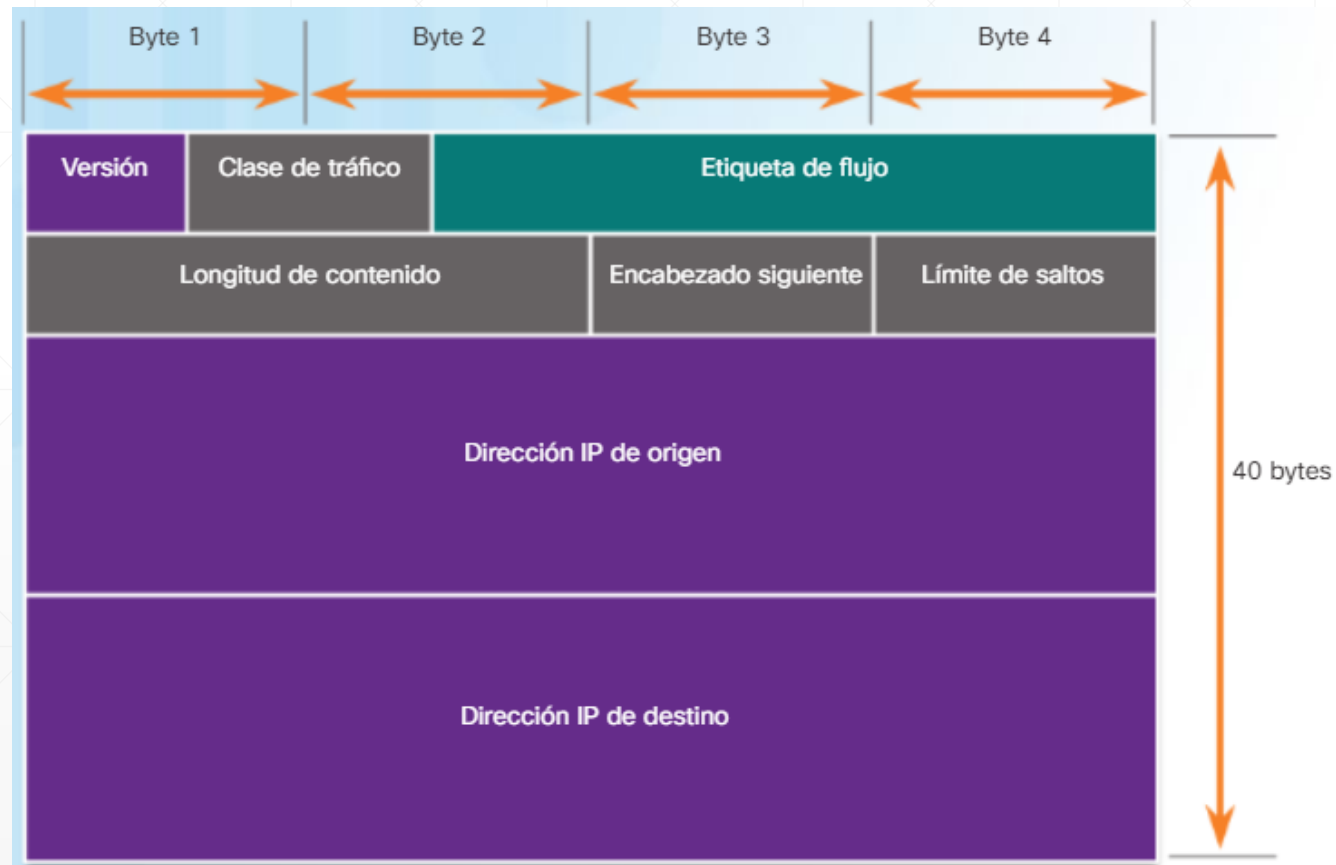 Byte 1 Byte 2 Byte 3 Byte 4
Versión Clase de tráfico Etiqueta de flujo
Longitud de contenido Encabezado siguiente Límite de saltos
Dirección IP de origen
40 bytes
Dirección IP de destino